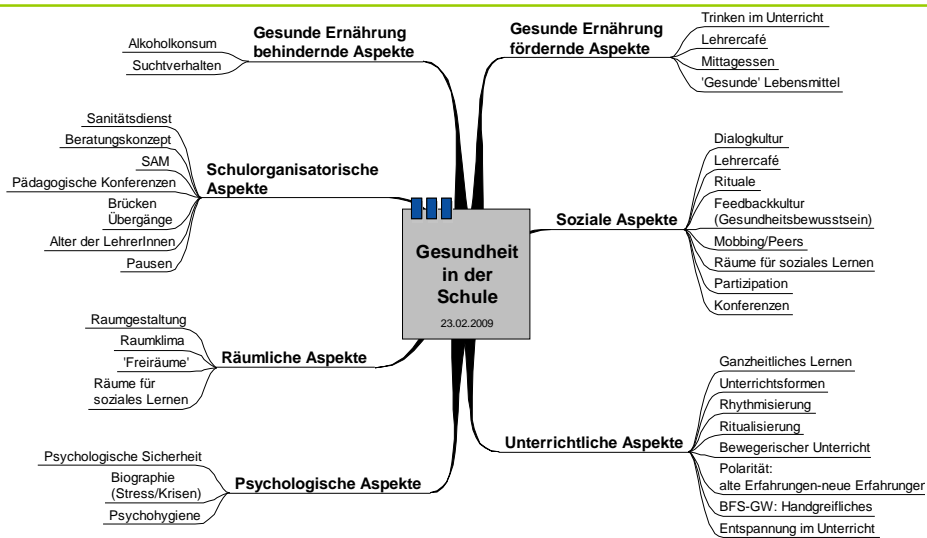 Gesunde Ernährung
behindernde Aspekte
Alkoholkonsum
Suchtverhalten
Gesunde Ernährung
fördernde Aspekte
Trinken im Unterricht
Lehrercafé
Mittagessen
'Gesunde' Lebensmittel
Schulorganisatorische
Aspekte
Sanitätsdienst
Beratungskonzept
SAM
Pädagogische Konferenzen
Brücken
Übergänge
Alter der LehrerInnen
Pausen
Soziale Aspekte
Dialogkultur
Lehrercafé
Rituale
Feedbackkultur
(Gesundheitsbewusstsein)
Mobbing/Peers
Räume für soziales Lernen
Partizipation
Konferenzen
Gesundheit
in der
Schule
23.02.2009
Räumliche Aspekte
Raumgestaltung
Raumklima
'Freiräume'
Räume für
soziales Lernen
Unterrichtliche Aspekte
Ganzheitliches Lernen
Unterrichtsformen
Rhythmisierung
Ritualisierung
Bewegerischer Unterricht
Polarität:
alte Erfahrungen-neue Erfahrungen
BFS-GW: Handgreifliches
Entspannung im Unterricht
Psychologische Aspekte
Psychologische Sicherheit
Biographie
(Stress/Krisen)
Psychohygiene